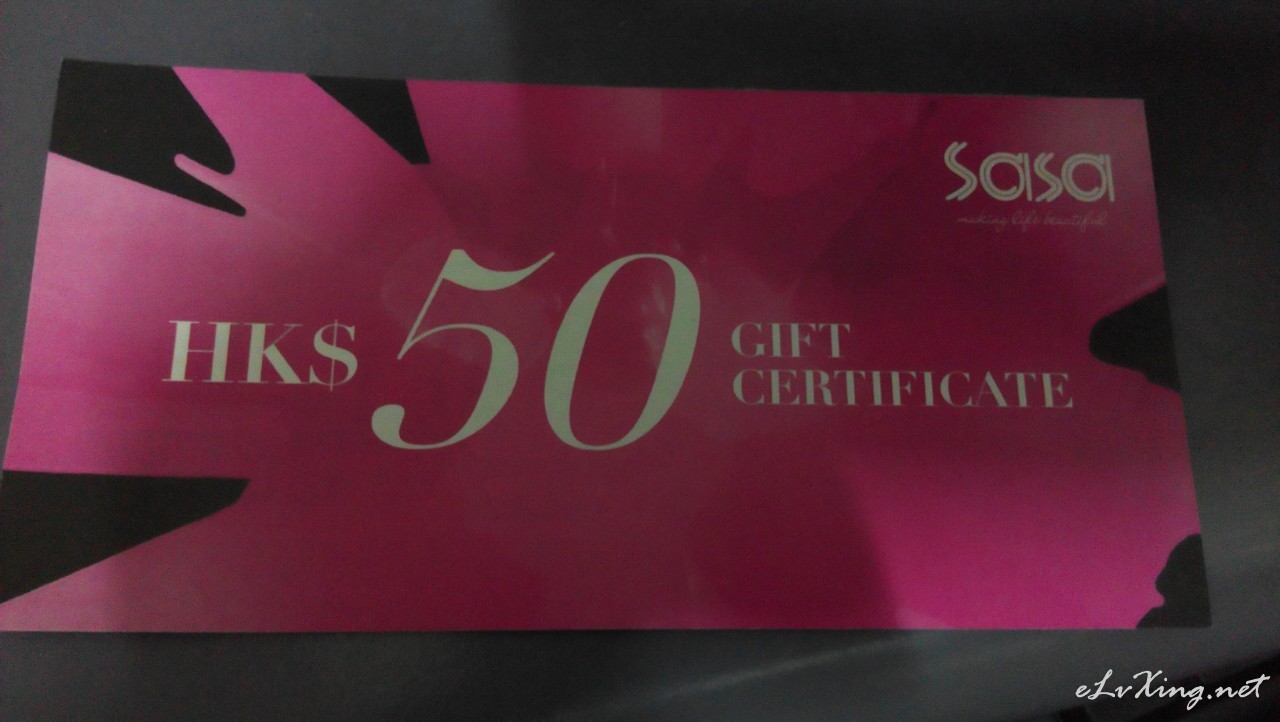 Sasa
making life beautiful
HK$ 50 GIFT
CERTIFICATE
eLvXing.net